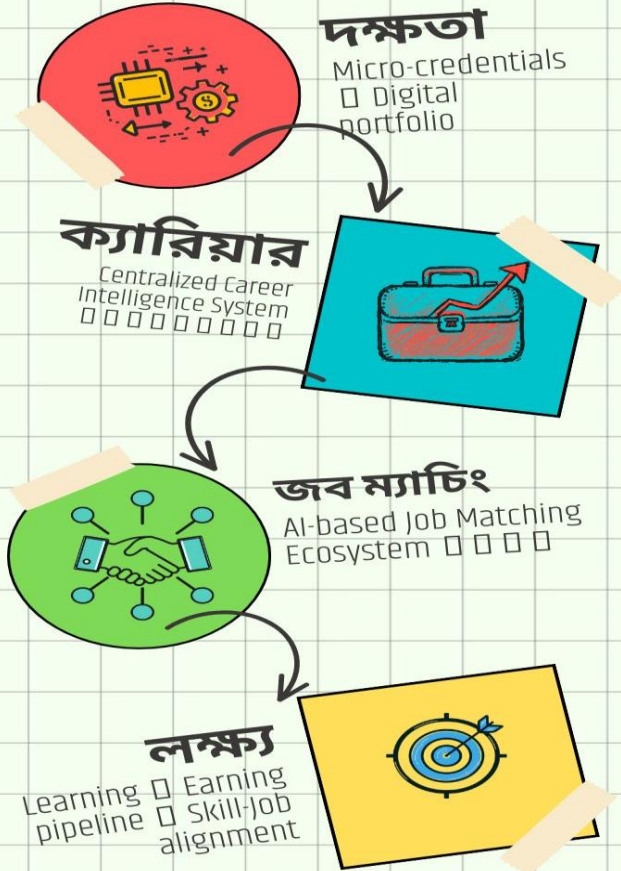 দক্ষতা
Micro-credentials
□ Digital
portfolio
ক্যারিয়ার
Centralized Career
Intelligence System
□ □ □ □ □ □ □ □ □
জব ম্যাচিং
AI-based Job Matching
Ecosystem □ □ □ □
লক্ষ্য
Learning □ Earning
pipeline □ Skill-Job
alignment